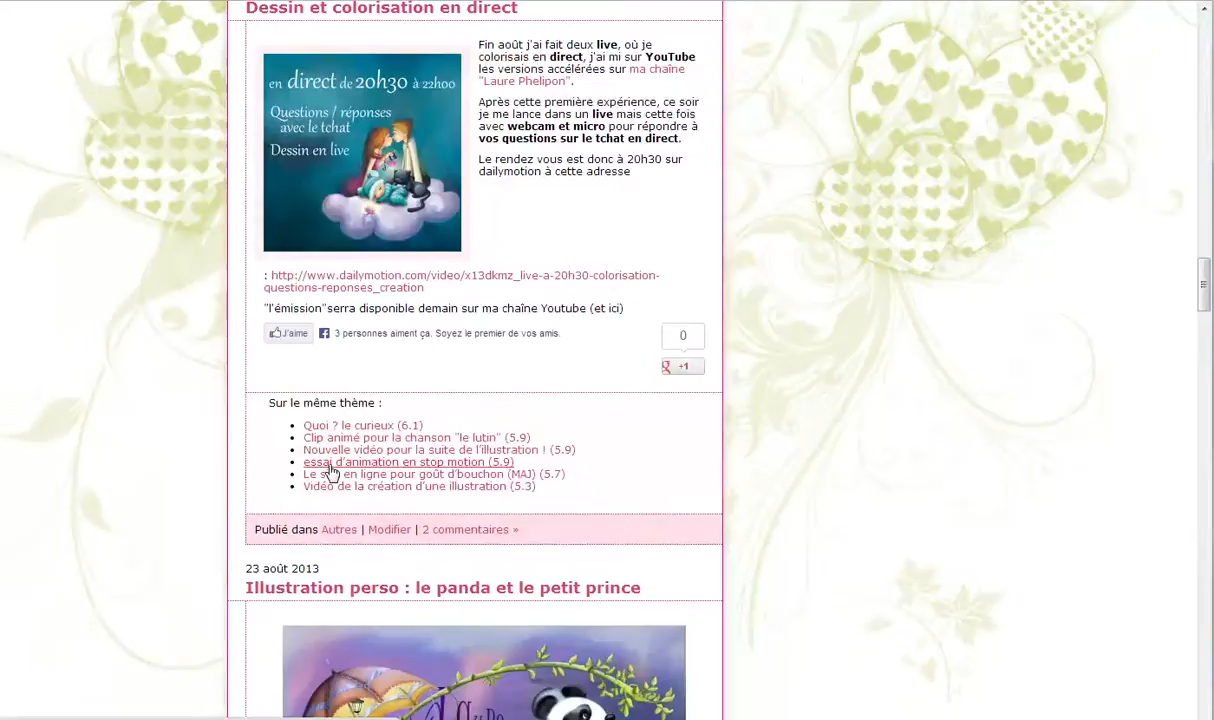 Dessin et colorisation en direct
en direct de 20h30 à 22h00
Questions / réponses
avec le tchat
Dessin en live
Fin août j'ai fait deux live, où je
colorisais en direct, j'ai mi sur YouTube
les versions accélérées sur ma chaîne
"Laure Phelipon".
Après cette première expérience, ce soir
je me lance dans un live mais cette fois
avec webcam et micro pour répondre à
vos questions sur le tchat en direct.
Le rendez vous est donc à 20h30 sur
dailymotion à cette adresse
: http://www.dailymotion.com/video/x13dkmz_live-a-20h30-colorisation-
questions-reponses_creation
"l'émission"serra disponible demain sur ma chaîne Youtube (et ici)
J'aime 3 personnes aiment ça. Soyez le premier de vos amis.
0
+1
Sur le même thème :
Quoi ? le curieux (6.1)
Clip animé pour la chanson "le lutin" (5.9)
Nouvelle vidéo pour la suite de l'illustration ! (5.9)
essai d'animation en stop motion (5.9)
Le en ligne pour goût d'bouchon (MAJ) (5.7)
Vidéo de la création d'une illustration (5.3)
Publié dans Autres | Modifier | 2 commentaires »
23 août 2013
Illustration perso : le panda et le petit prince